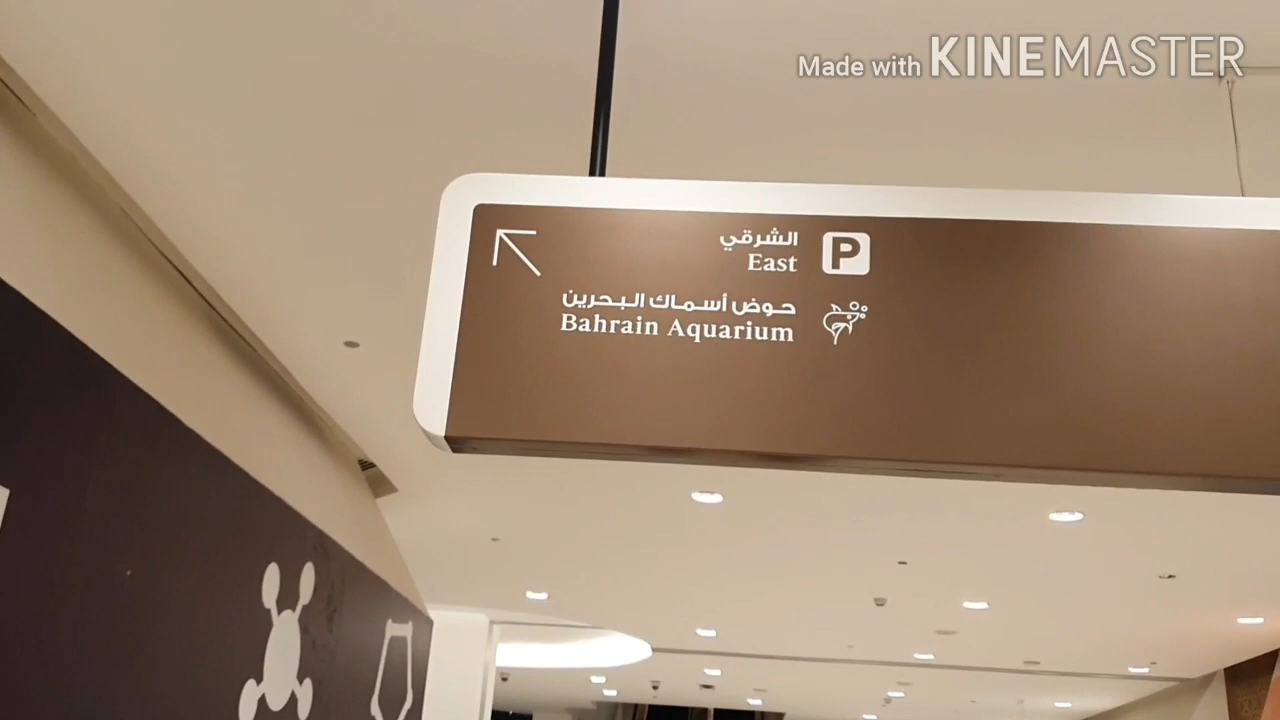 Made with KINEMASTER
الشرقي
East
P
حوض أسماك البحرين
Bahrain Aquarium